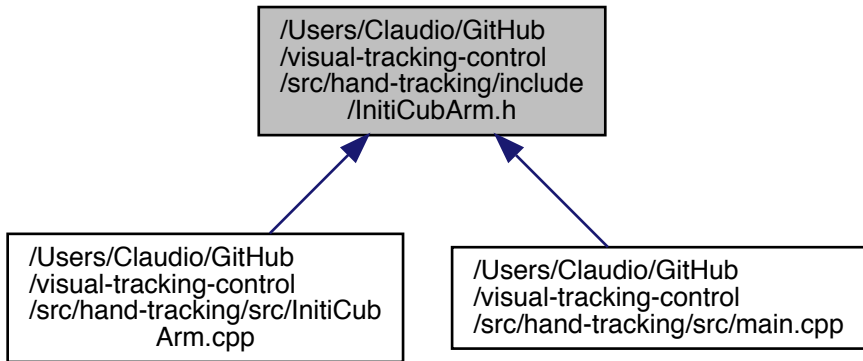 /Users/Claudio/GitHub
/visual-tracking-control
/src/hand-tracking/include
/InitiCubArm.h
/Users/Claudio/GitHub
/visual-tracking-control
/src/hand-tracking/src/InitiCub
Arm.cpp
/Users/Claudio/GitHub
/visual-tracking-control
/src/hand-tracking/src/main.cpp